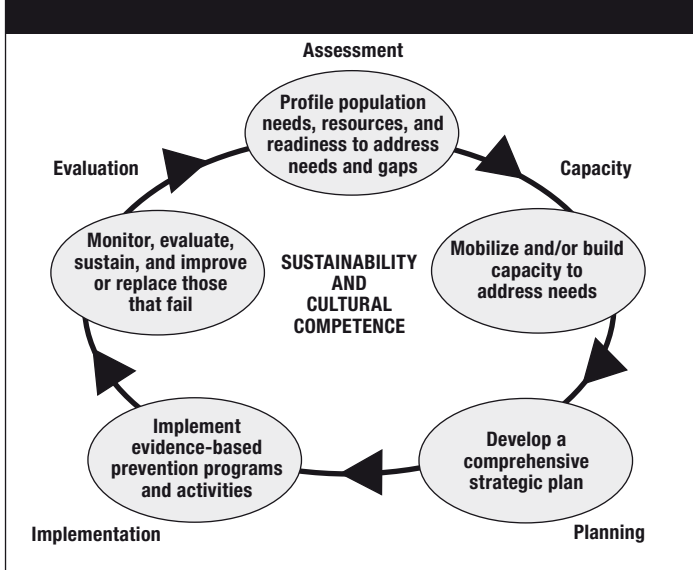 Assessment
Profile population
needs, resources, and
readiness to address
needs and gaps
Capacity
Mobilize and/or build
capacity to
address needs
Develop a
comprehensive
strategic plan
Planning
Implement
evidence-based
prevention programs
and activities
Implementation
Evaluation
Monitor, evaluate,
sustain, and improve
or replace those
that fail
SUSTAINABILITY
AND
CULTURAL
COMPETENCE